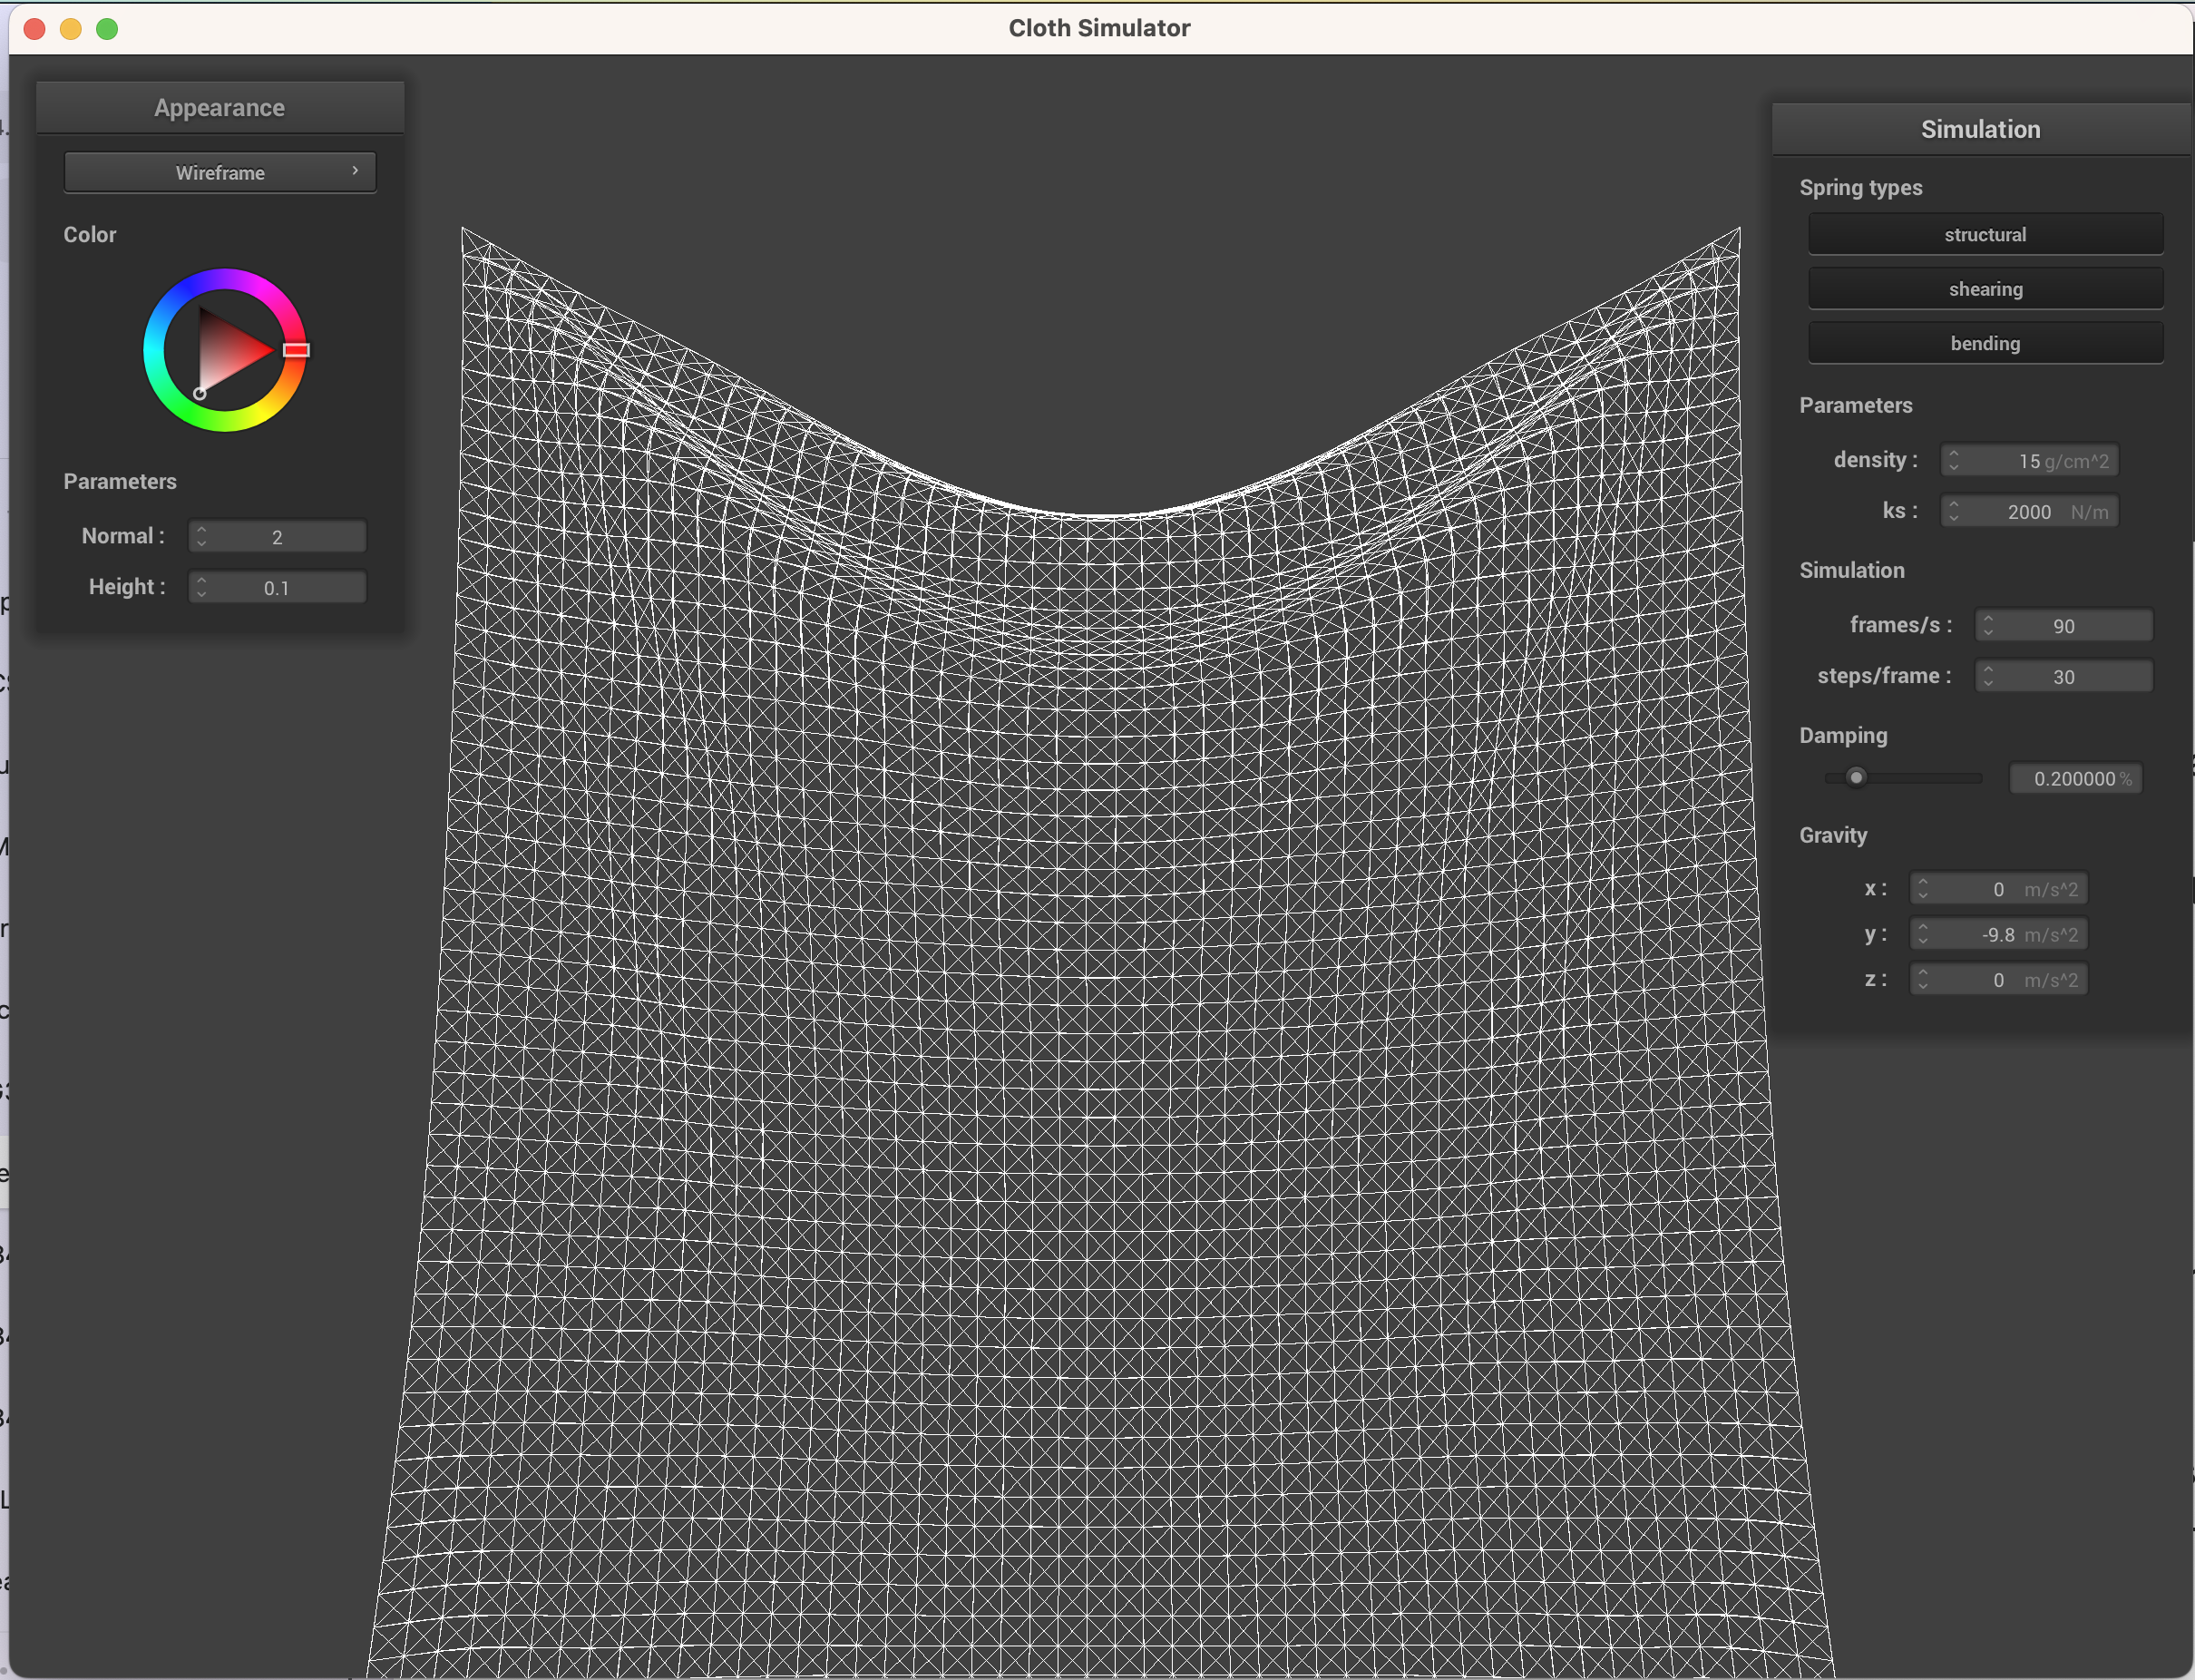 Cloth Simulator
Appearance
Wireframe
Color
Parameters
Normal : 2
Height : 0.1
Simulation
Spring types
structural
shearing
bending
Parameters
density : 15 g/cm^2
ks : 2000 N/m
Simulation
frames/s : 90
steps/frame : 30
Damping
0.200000 %
Gravity
x : 0 m/s^2
y : -9.8 m/s^2
z : 0 m/s^2